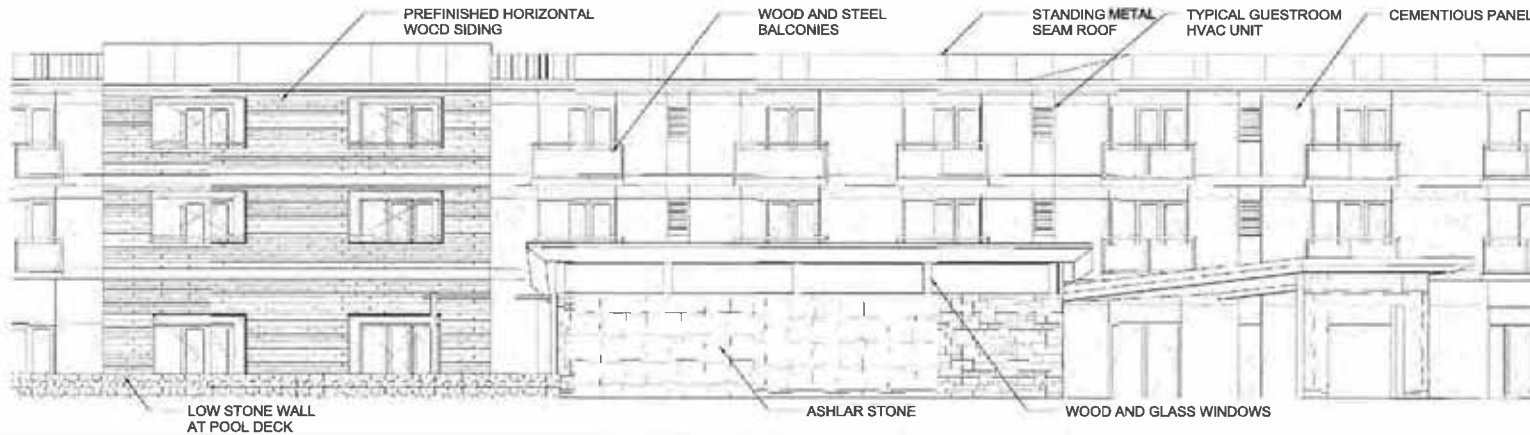 PREFINISHED HORIZONTAL
WOOD SIDING
WOOD AND STEEL
BALCONIES
STANDING METAL
SEAM ROOF
TYPICAL GUESTROOM
HVAC UNIT
CEMENTIOUS PANEL
LOW STONE WALL
AT POOL DECK
ASHLAR STONE
WOOD AND GLASS WINDOWS